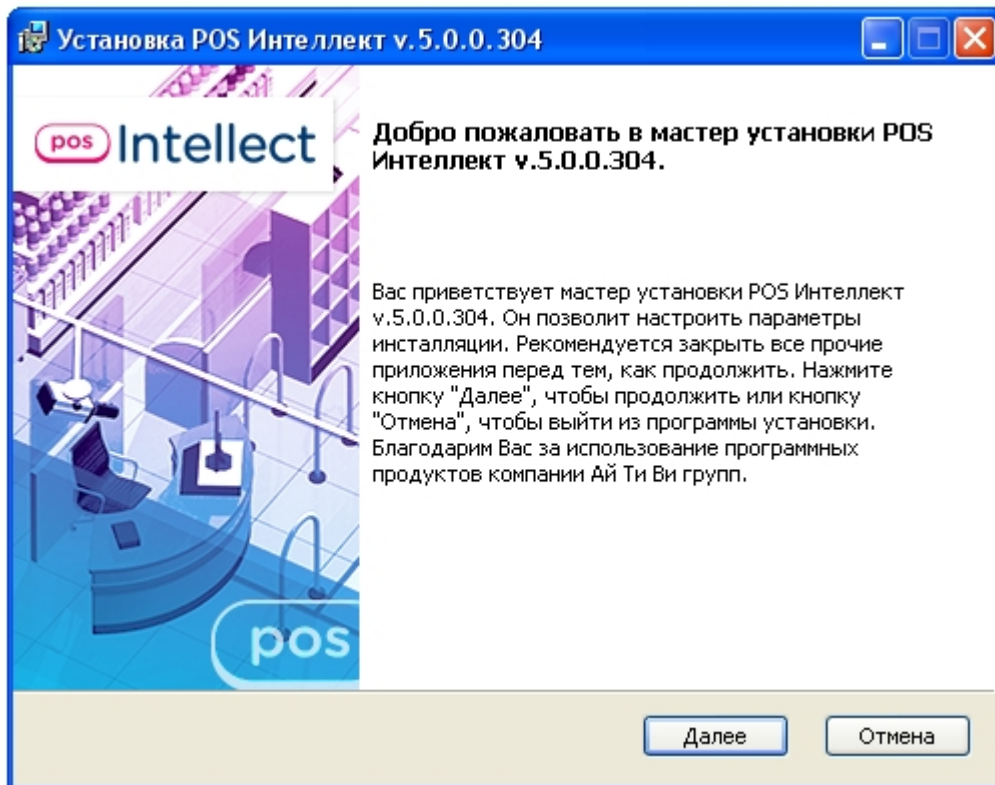 Установка POS Интеллект v.5.0.0.304
pos Intellect
Добро пожаловать в мастер установки POS
Интеллект v.5.0.0.304.
Вас приветствует мастер установки POS Интеллект
v.5.0.0.304. Он позволит настроить параметры
инсталляции. Рекомендуется закрыть все прочие
приложения перед тем, как продолжить. Нажмите
кнопку "Далее", чтобы продолжить или кнопку
"Отмена", чтобы выйти из программы установки.
Благодарим Вас за использование программных
продуктов компании Ай Ти Ви групп.
pos
Далее
Отмена